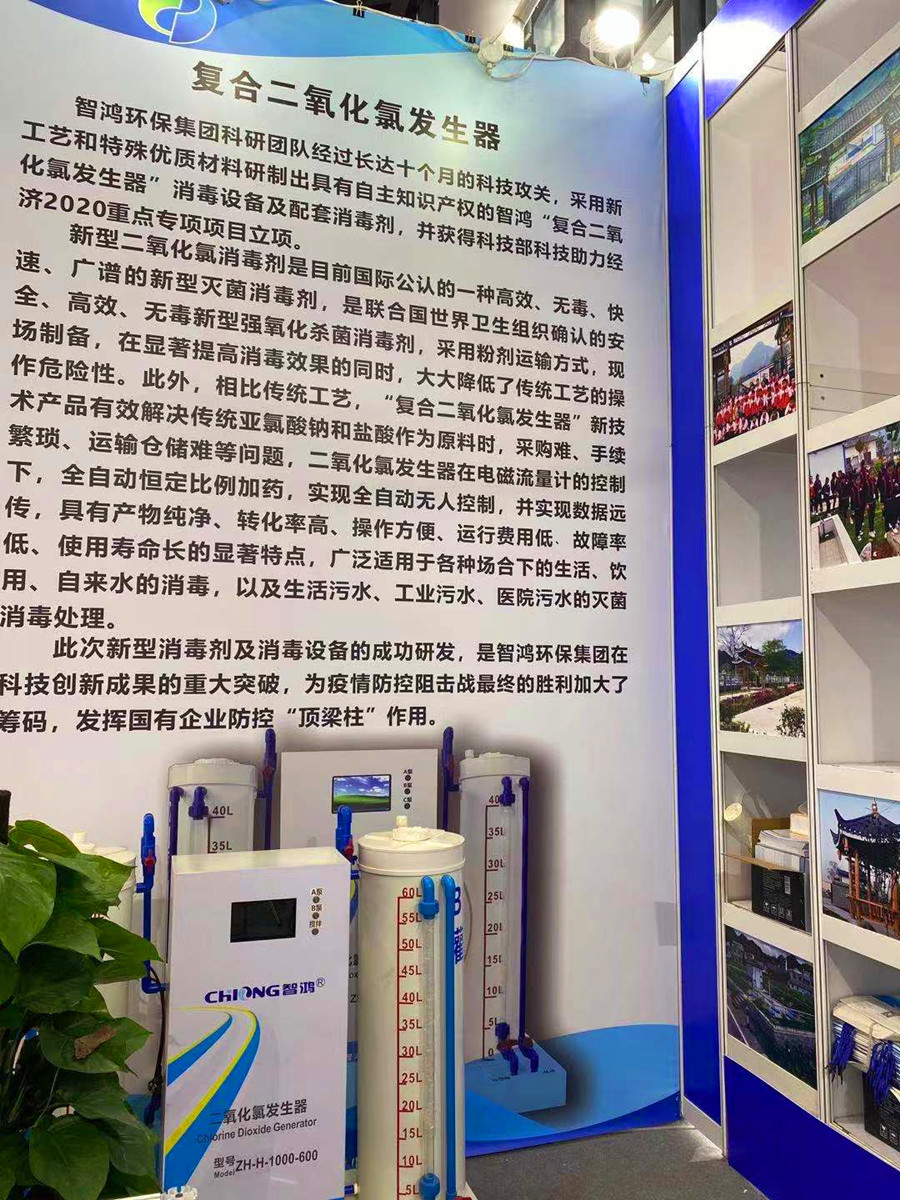 复合二氧化氯发生器
智鸿环保集团科研团队经过长达十个月的科技攻关，采用新
工艺和特殊优质材料研制出具有自主知识产权的智鸿“复合二氧
化氯发生器”消毒设备及配套消毒剂，并获得科技部科技助力经
济2020重点专项项目立项。
新型二氧化氯消毒剂是目前国际公认的一种高效、无毒、快
速、广谱的新型灭菌消毒剂，是联合国世界卫生组织确认的安
全、高效、无毒新型强氧化杀菌消毒剂，采用粉剂运输方式，现
场制备，在显著提高消毒效果的同时，大大降低了传统工艺的操
作危险性。此外，相比传统工艺，“复合二氧化氯发生器”新技
术产品有效解决传统亚氯酸钠和盐酸作为原料时，采购难、手续
繁琐、运输仓储难等问题，二氧化氯发生器在电磁流量计的控制
下，全自动恒定比例加药，实现全自动无人控制，并实现数据远
传，具有产物纯净、转化率高、操作方便、运行费用低、故障率
低、使用寿命长的显著特点，广泛适用于各种场合下的生活、饮
用、自来水的消毒，以及生活污水、工业污水、医院污水的灭菌
消毒处理。
此次新型消毒剂及消毒设备的成功研发，是智鸿环保集团在
科技创新成果的重大突破，为疫情防控阻击战最终的胜利加大了
筹码，发挥国有企业防控“顶梁柱”作用。
A泵
B泵
C泵
40L
35L
40L
35L
30L
25L
20L
15L
10L
5L
0
B
罐
A泵
B泵
搅拌
CHIONG智鸿®
二氧化氯发生器
Chlorine Dioxide Generator
型号 ZH-H-1000-600
Model
60L
55L
50L
45L
40L
35L
30L
25L
20L
15L
10L
5L